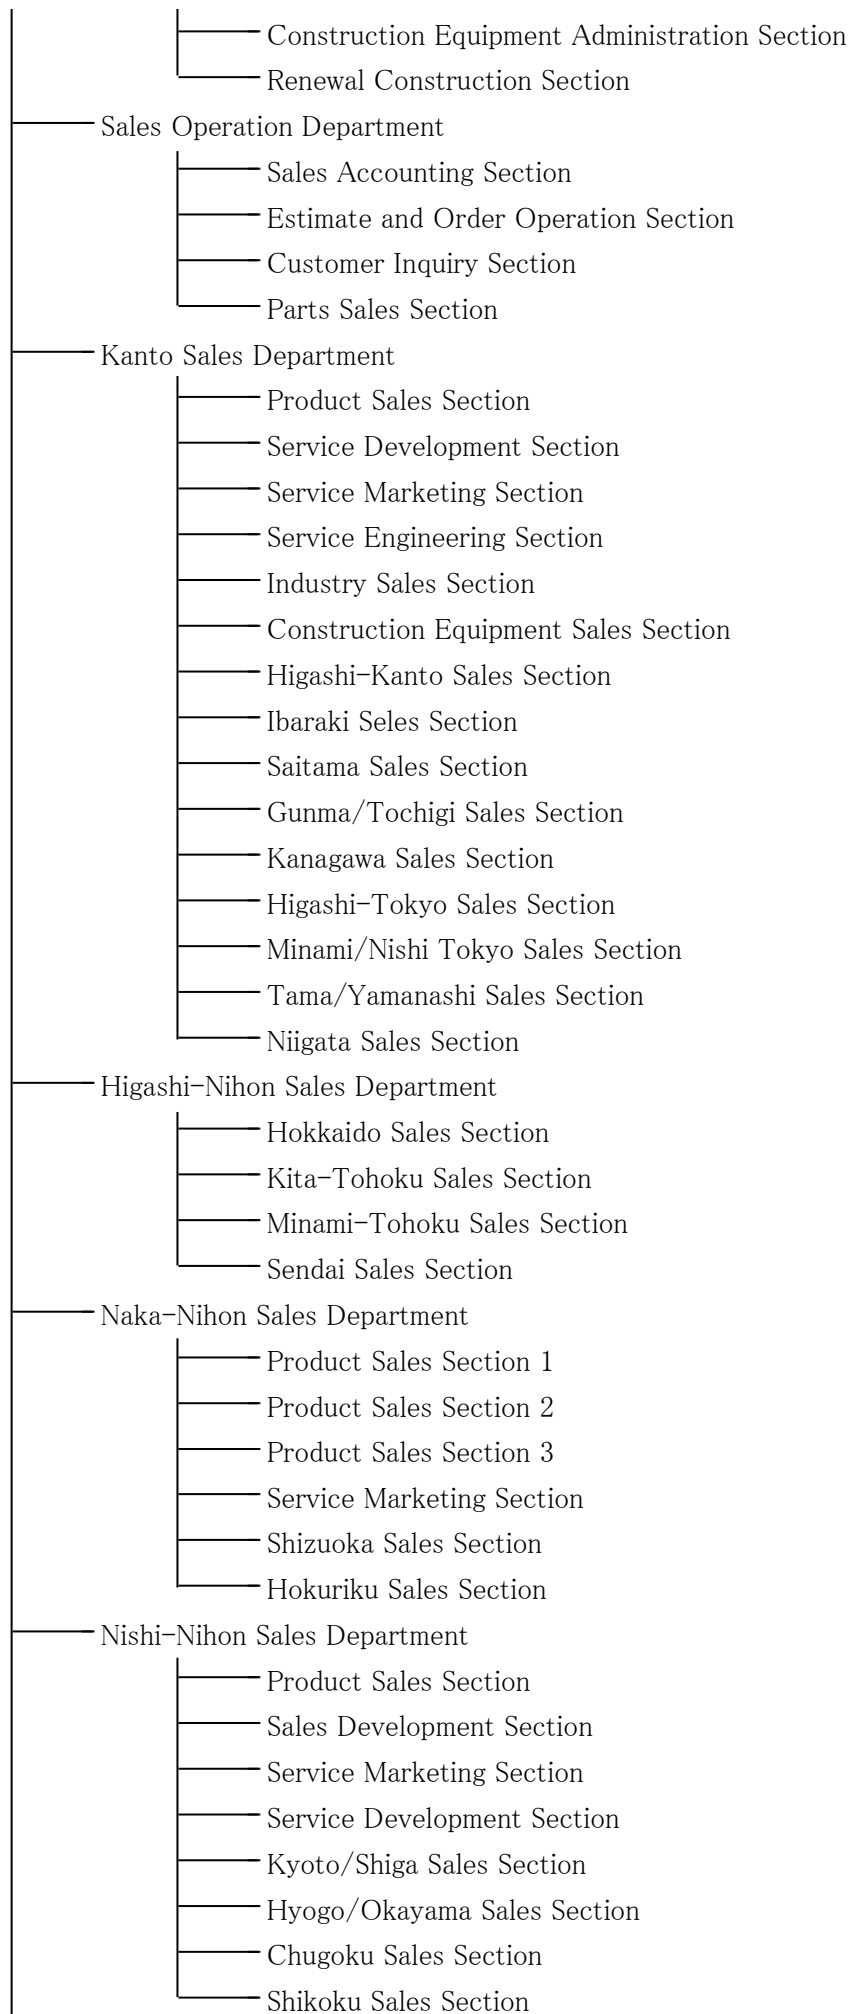 Construction Equipment Administration Section
Renewal Construction Section
Sales Operation Department
Sales Accounting Section
Estimate and Order Operation Section
Customer Inquiry Section
Parts Sales Section
Kanto Sales Department
Product Sales Section
Service Development Section
Service Marketing Section
Service Engineering Section
Industry Sales Section
Construction Equipment Sales Section
Higashi-Kanto Sales Section
Ibaraki Seles Section
Saitama Sales Section
Gunma/Tochigi Sales Section
Kanagawa Sales Section
Higashi-Tokyo Sales Section
Minami/Nishi Tokyo Sales Section
Tama/Yamanashi Sales Section
Niigata Sales Section
Higashi-Nihon Sales Department
Hokkaido Sales Section
Kita-Tohoku Sales Section
Minami-Tohoku Sales Section
Sendai Sales Section
Naka-Nihon Sales Department
Product Sales Section 1
Product Sales Section 2
Product Sales Section 3
Service Marketing Section
Shizuoka Sales Section
Hokuriku Sales Section
Nishi-Nihon Sales Department
Product Sales Section
Sales Development Section
Service Marketing Section
Service Development Section
Kyoto/Shiga Sales Section
Hyogo/Okayama Sales Section
Chugoku Sales Section
Shikoku Sales Section